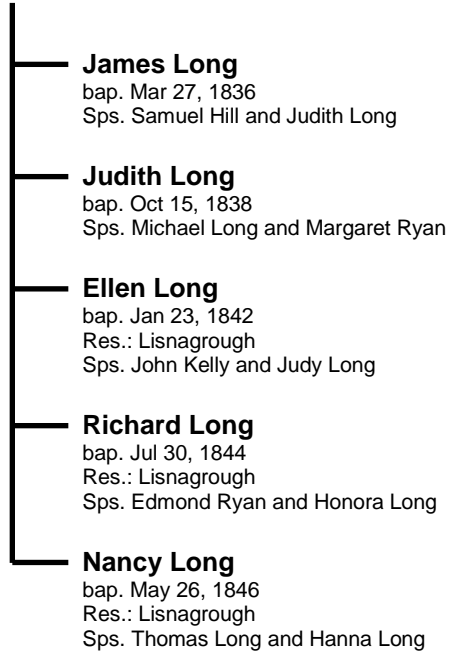 James Long
bap. Mar 27, 1836
Sps. Samuel Hill and Judith Long
Judith Long
bap. Oct 15, 1838
Sps. Michael Long and Margaret Ryan
Ellen Long
bap. Jan 23, 1842
Res.: Lisnagrough
Sps. John Kelly and Judy Long
Richard Long
bap. Jul 30, 1844
Res.: Lisnagrough
Sps. Edmond Ryan and Honora Long
Nancy Long
bap. May 26, 1846
Res.: Lisnagrough
Sps. Thomas Long and Hanna Long